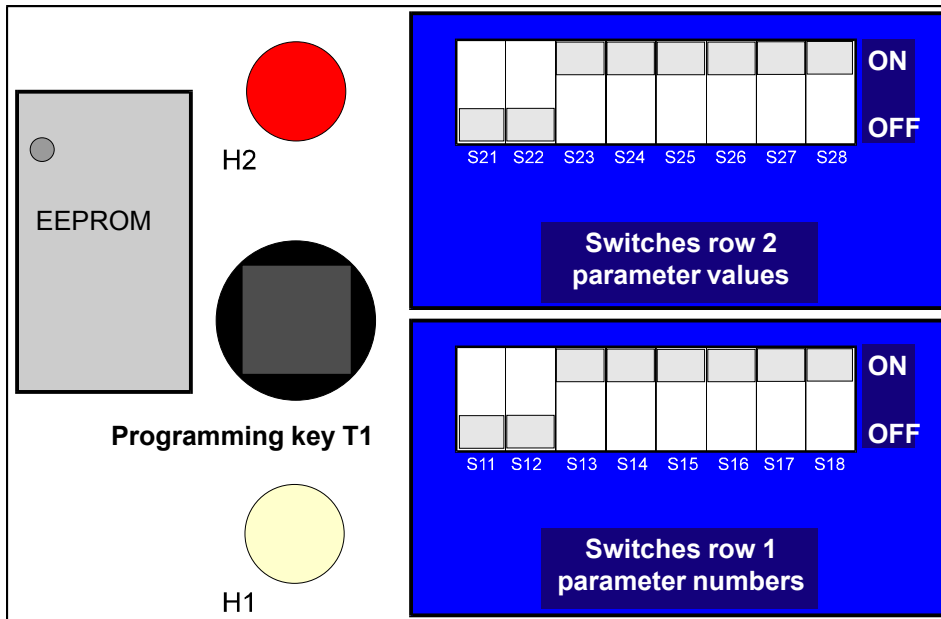 H2
EEPROM
Programming key T1
H1
ON
OFF
S21 S22 S23 S24 S25 S26 S27 S28
Switches row 2
parameter values
ON
OFF
S11 S12 S13 S14 S15 S16 S17 S18
Switches row 1
parameter numbers